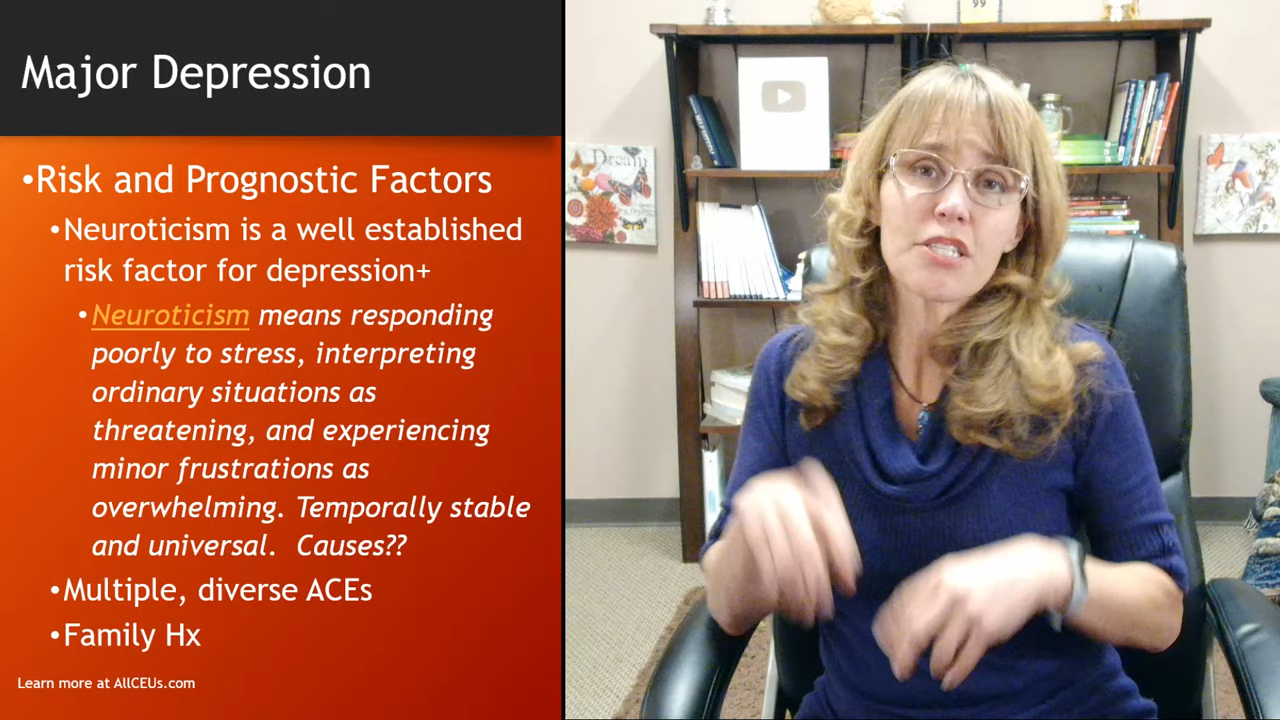 Major Depression
•Risk and Prognostic Factors
•Neuroticism is a well established
risk factor for depression+
•Neuroticism means responding
poorly to stress, interpreting
ordinary situations as
threatening, and experiencing
minor frustrations as
overwhelming. Temporally stable
and universal. Causes??
•Multiple, diverse ACEs
•Family Hx
Learn more at AllCEUs.com
Dream
99